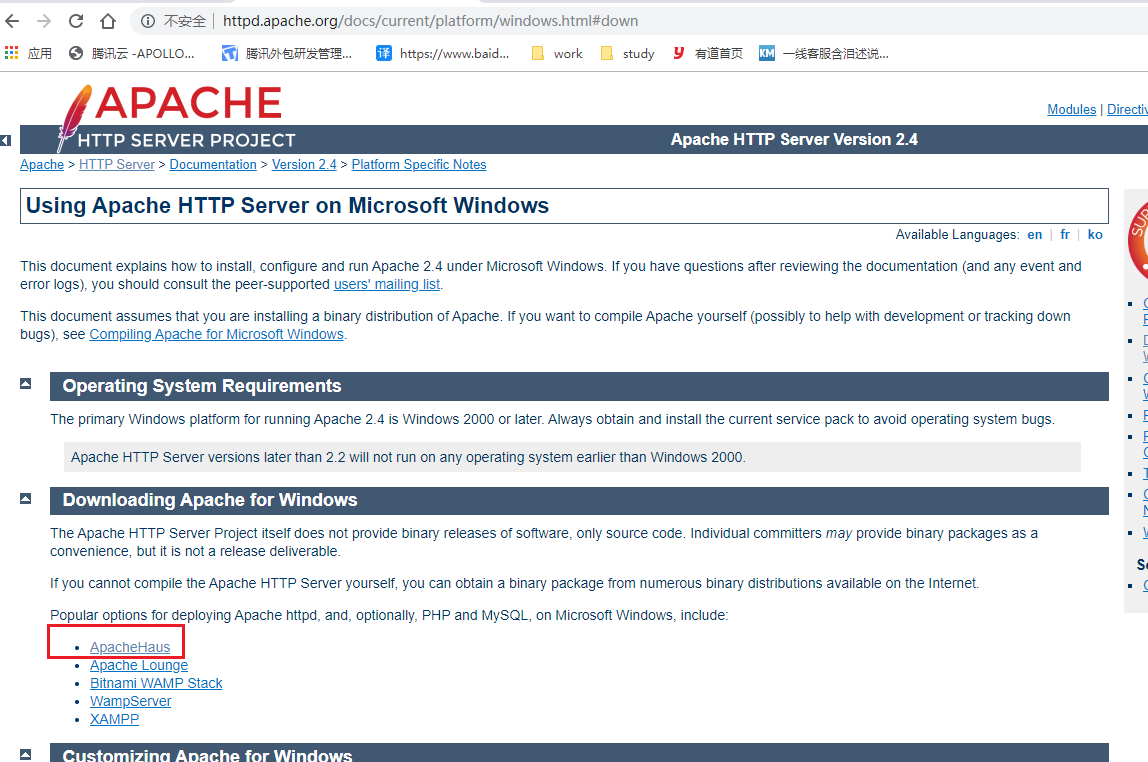 不安全 | httpd.apache.org/docs/current/platform/windows.html#down
应用 腾讯云 -APOLLO... 腾讯外包研发管理... 译 https://www.baid... work study y 有道首页 KM 一线客服含泪述说...
APACHE
HTTP SERVER PROJECT
Modules |
Apache HTTP Server Version 2.4
Apache > HTTP Server > Documentation > Version 2.4 > Platform Specific Notes
Using Apache HTTP Server on Microsoft Windows
Available Languages: en | fr | ko
This document explains how to install, configure and run Apache 2.4 under Microsoft Windows. If you have questions after reviewing the documentation (and any event and
error logs), you should consult the peer-supported users' mailing list.
This document assumes that you are installing a binary distribution of Apache. If you want to compile Apache yourself (possibly to help with development or tracking down
bugs), see Compiling Apache for Microsoft Windows.
Operating System Requirements
The primary Windows platform for running Apache 2.4 is Windows 2000 or later. Always obtain and install the current service pack to avoid operating system bugs.
Apache HTTP Server versions later than 2.2 will not run on any operating system earlier than Windows 2000.
Downloading Apache for Windows
The Apache HTTP Server Project itself does not provide binary releases of software, only source code. Individual committers may provide binary packages as a
convenience, but it is not a release deliverable.
If you cannot compile the Apache HTTP Server yourself, you can obtain a binary package from numerous binary distributions available on the Internet.
Popular options for deploying Apache httpd, and, optionally, PHP and MySQL, on Microsoft Windows, include:
ApacheHaus
Apache Lounge
Bitnami WAMP Stack
WampServer
XAMPP
Customizing Apache for Windows